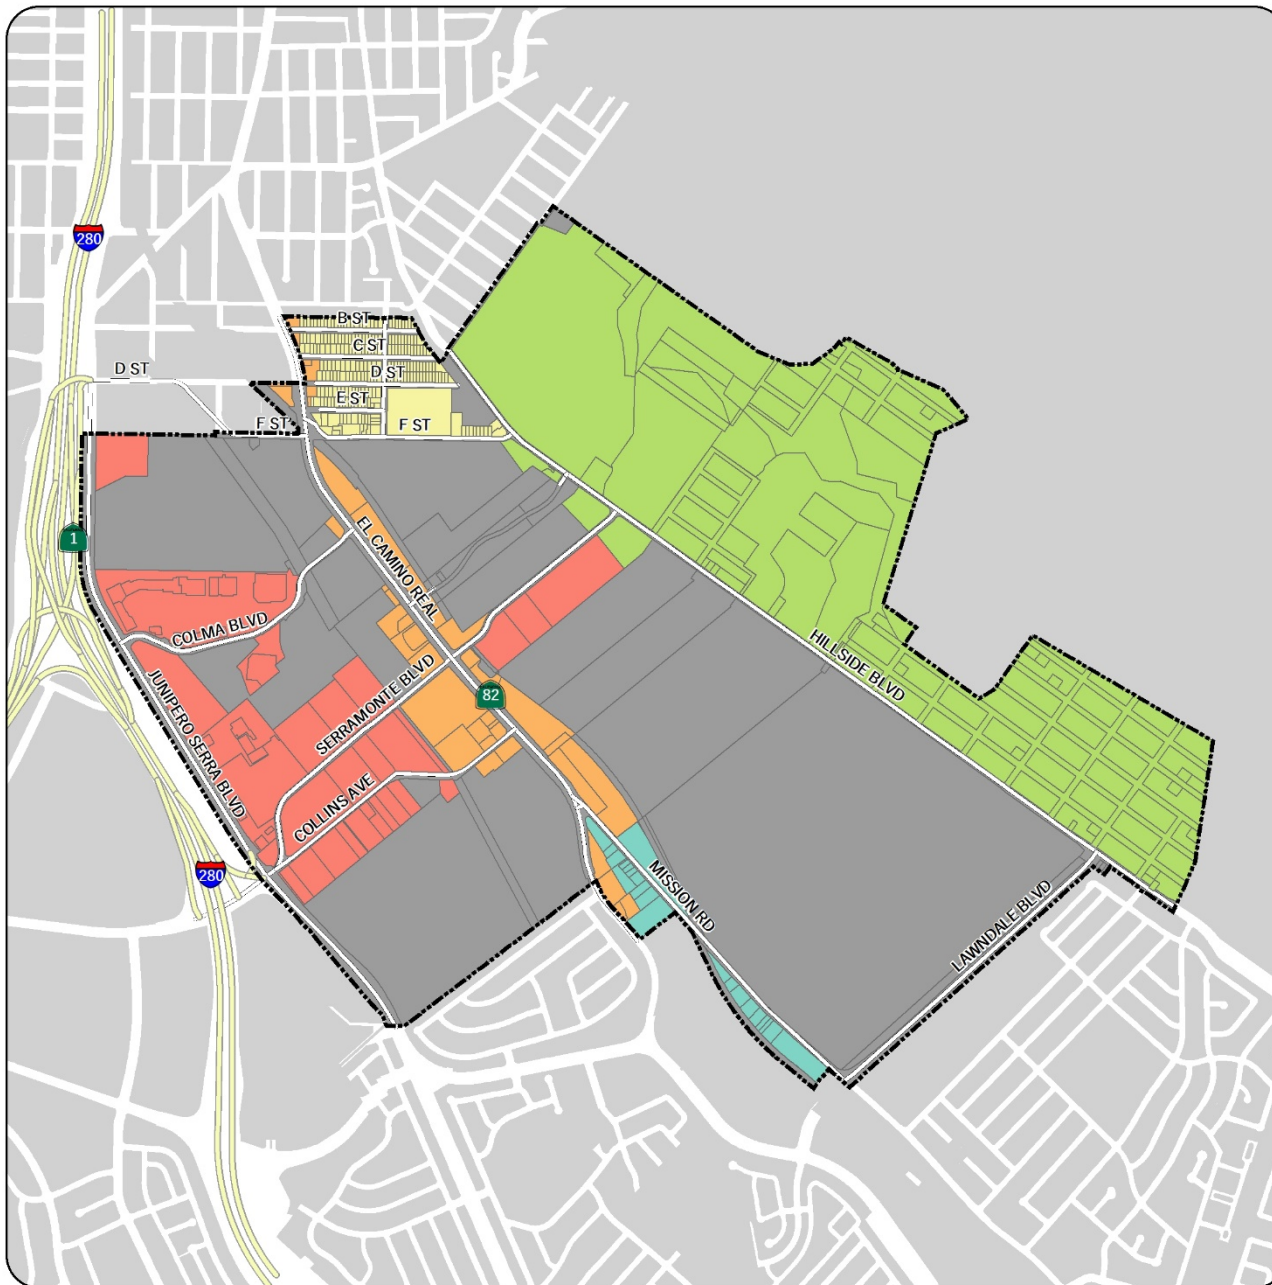 280
B ST
C ST
D ST
D ST
E ST
F ST
F ST
1
EL CAMINO REAL
COLMA BLVD
HILLSIDE BLVD
JUNIPERO SERRA BLVD
SERRAMONTE BLVD
82
COLLINS AVE
280
MISSION RD
LAWNDALE BLVD